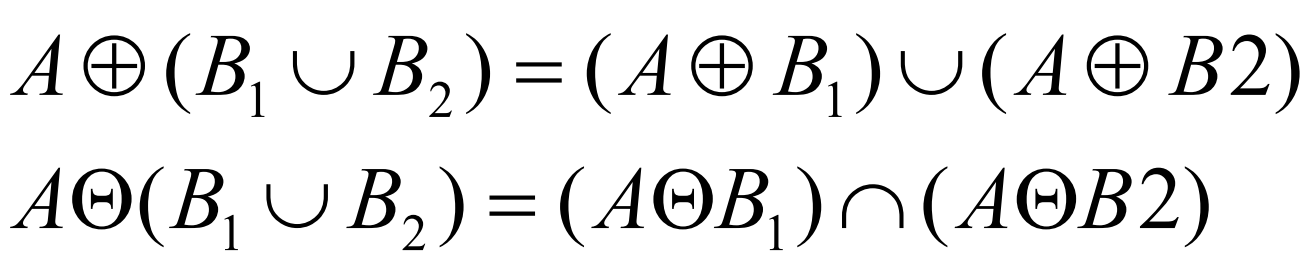 A ⊕ (B₁ ∪ B₂) = (A ⊕ B₁) ∪ (A ⊕ B2)
AΘ(B₁ ∪ B₂) = (AΘB₁) ∩ (AΘB2)